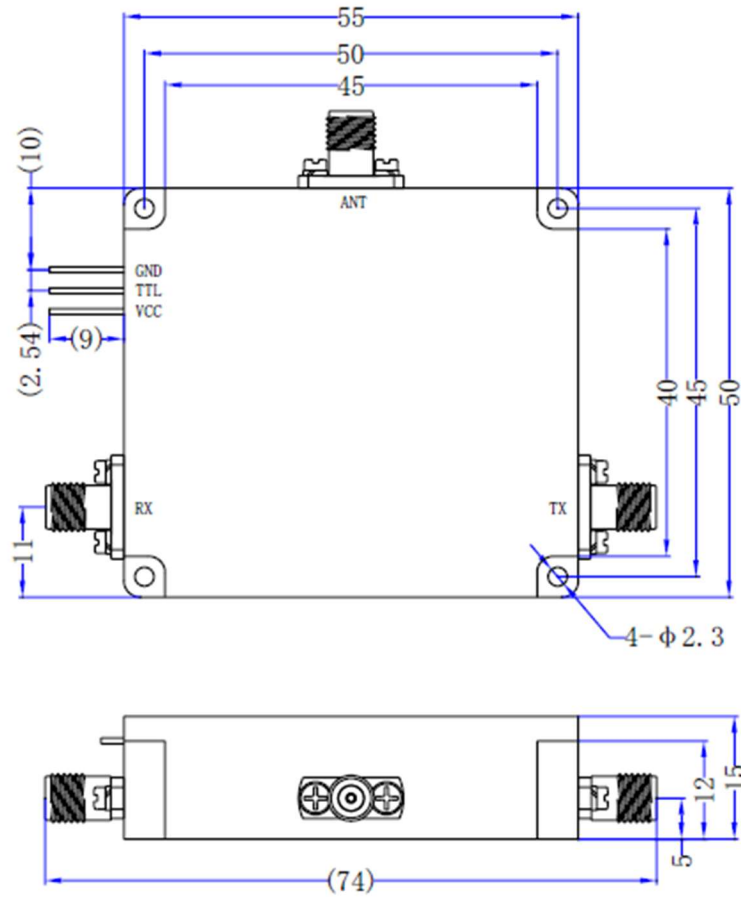 55
50
45
(10)
ANT
GND
TTL
VCC
(9)
(2.54)
40
45
50
RX
TX
11
4-φ2.3
12
15
5
(74)